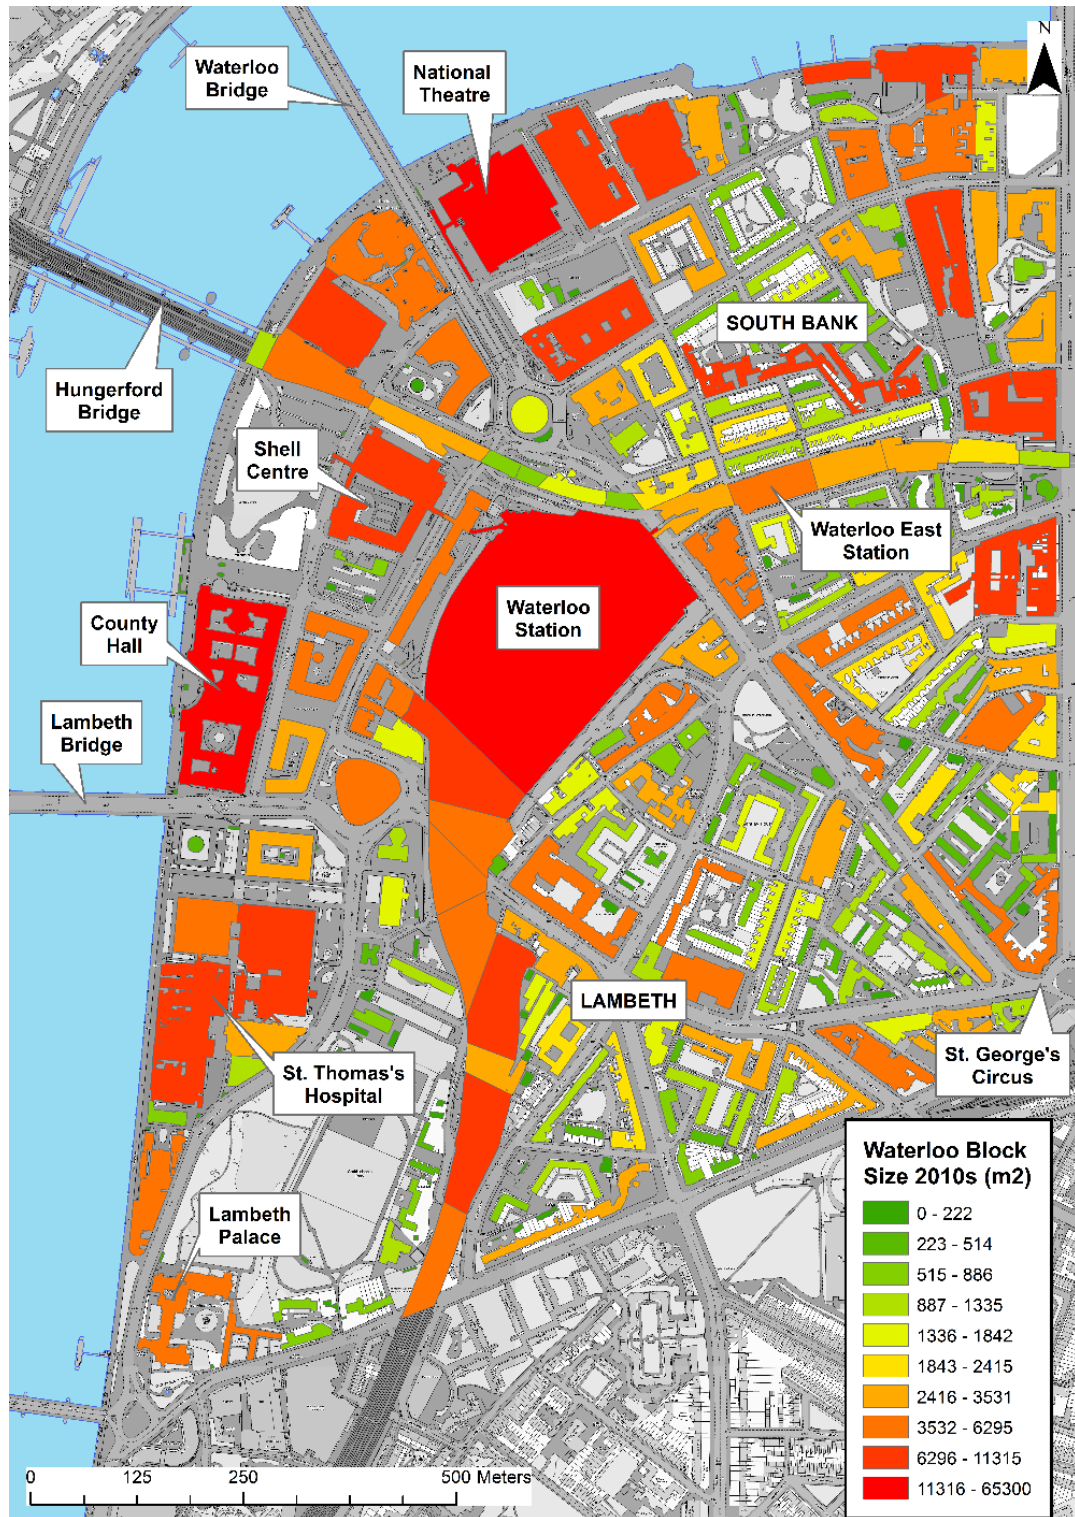 N
Waterloo
Bridge
National
Theatre
SOUTH BANK
Hungerford
Bridge
Shell
Centre
Waterloo East
Station
Waterloo
Station
County
Hall
Lambeth
Bridge
LAMBETH
St. George's
Circus
St. Thomas's
Hospital
Lambeth
Palace
Waterloo Block
Size 2010s (m2)
0 - 222
223 - 514
515 - 886
887 - 1335
1336 - 1842
1843 - 2415
2416 - 3531
3532 - 6295
6296 - 11315
11316 - 65300
0 125 250 500 Meters